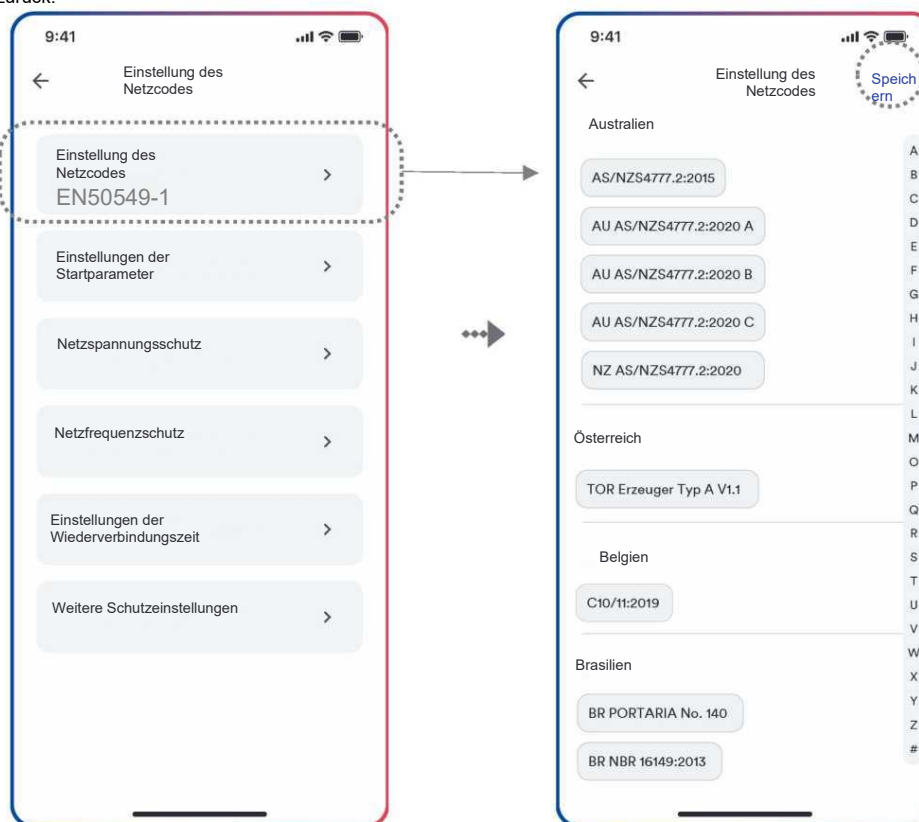 zurück.
9:41
Einstellung des
Netzcodes
Einstellung des
Netzcodes
EN50549-1
Einstellungen der
Startparameter
Netzspannungsschutz
Netzfrequenzschutz
Einstellungen der
Wiederverbindungszeit
Weitere Schutzeinstellungen
9:41
Einstellung des
Netzcodes
Speich
ern
Australien
AS/NZS4777.2:2015
AU AS/NZS4777.2:2020 A
AU AS/NZS4777.2:2020 B
AU AS/NZS4777.2:2020 C
NZ AS/NZS4777.2:2020
Österreich
TOR Erzeuger Typ A V1.1
Belgien
C10/11:2019
Brasilien
BR PORTARIA No. 140
BR NBR 16149:2013
A
B
C
D
E
F
G
H
I
J
K
L
M
O
P
Q
R
S
T
U
V
W
X
Y
Z
#